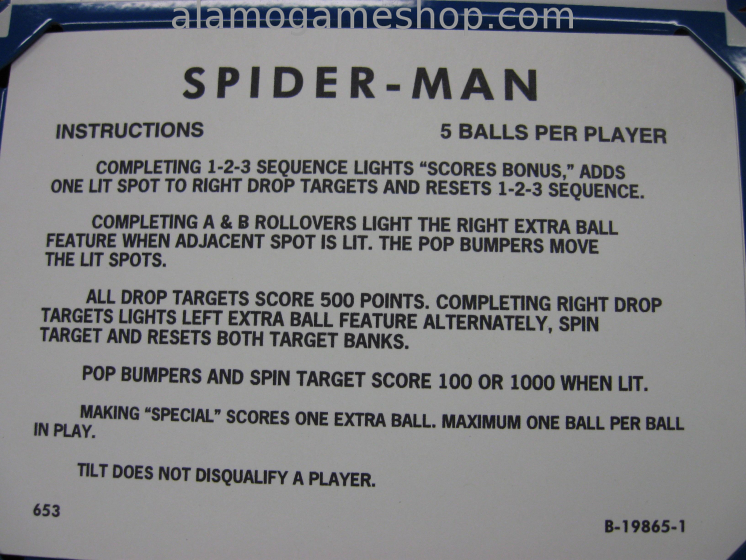 alamogameshop.com
SPIDER-MAN
INSTRUCTIONS 5 BALLS PER PLAYER
COMPLETING 1-2-3 SEQUENCE LIGHTS “SCORES BONUS,” ADDS
ONE LIT SPOT TO RIGHT DROP TARGETS AND RESETS 1-2-3 SEQUENCE.
COMPLETING A & B ROLLOVERS LIGHT THE RIGHT EXTRA BALL
FEATURE WHEN ADJACENT SPOT IS LIT. THE POP BUMPERS MOVE
THE LIT SPOTS.
ALL DROP TARGETS SCORE 500 POINTS. COMPLETING RIGHT DROP
TARGETS LIGHTS LEFT EXTRA BALL FEATURE ALTERNATELY, SPIN
TARGET AND RESETS BOTH TARGET BANKS.
POP BUMPERS AND SPIN TARGET SCORE 100 OR 1000 WHEN LIT.
MAKING “SPECIAL” SCORES ONE EXTRA BALL. MAXIMUM ONE BALL PER BALL
IN PLAY.
TILT DOES NOT DISQUALIFY A PLAYER.
653 B-19865-1